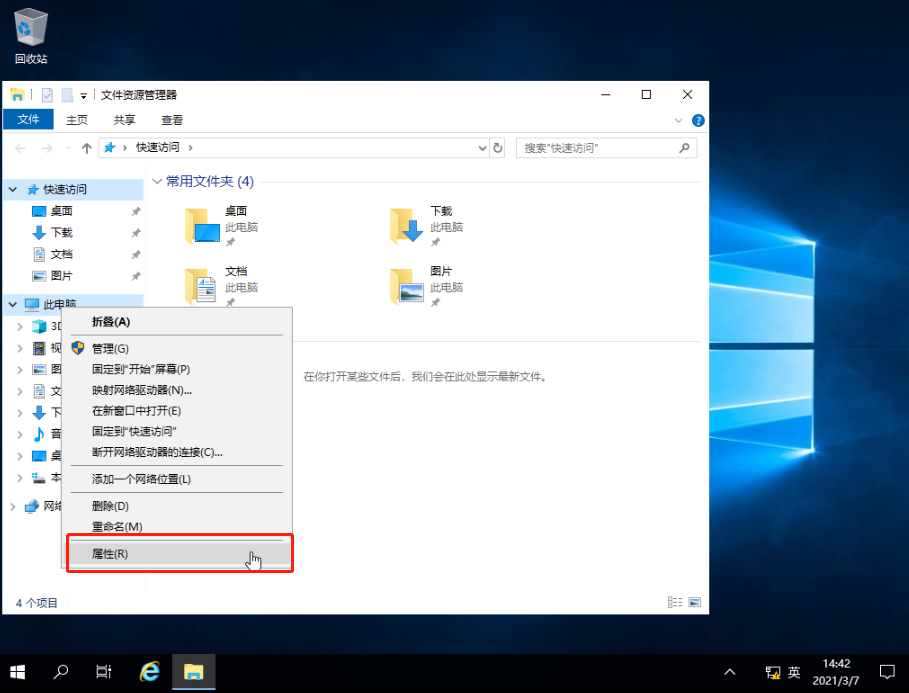 回收站
文件资源管理器
文件 主页 共享 查看
快速访问
搜索"快速访问"
快速访问
桌面
下载
文档
图片
此电脑
3D
视
图
文
下
音
桌
本
网络
常用文件夹 (4)
桌面
此电脑
下载
此电脑
文档
此电脑
图片
此电脑
在你打开某些文件后，我们会在此处显示最新文件。
折叠(A)
管理(G)
固定到"开始"屏幕(P)
映射网络驱动器(N)...
在新窗口中打开(E)
固定到"快速访问"
断开网络驱动器的连接(C)...
添加一个网络位置(L)
删除(D)
重命名(M)
属性(R)
4 个项目
英
14:42
2021/3/7